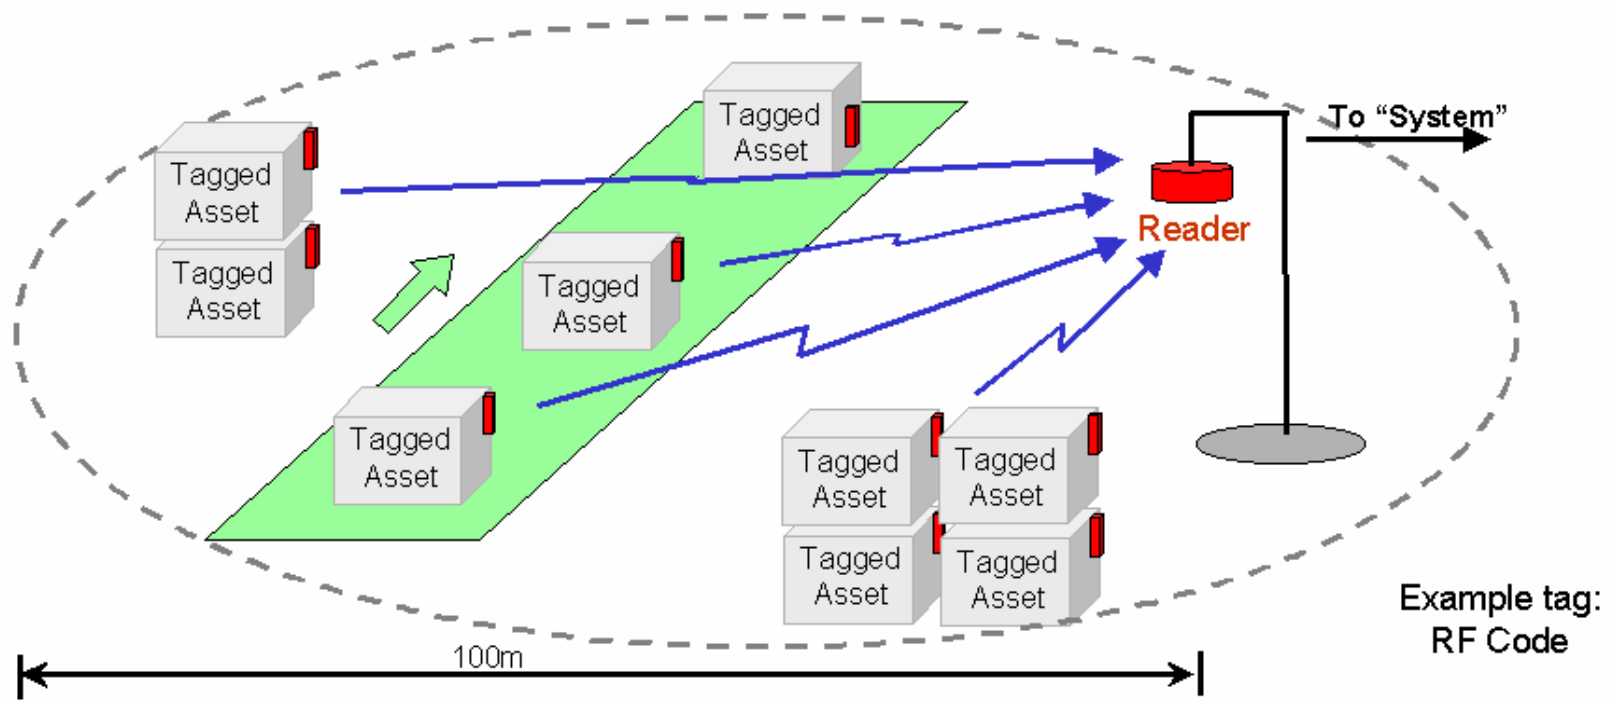 Tagged
Asset
To “System”
Tagged
Asset
Reader
Tagged
Asset
Tagged
Asset
Tagged
Asset
Tagged
Asset
Tagged
Asset
Tagged
Asset
Tagged
Asset
Example tag:
RF Code
100m